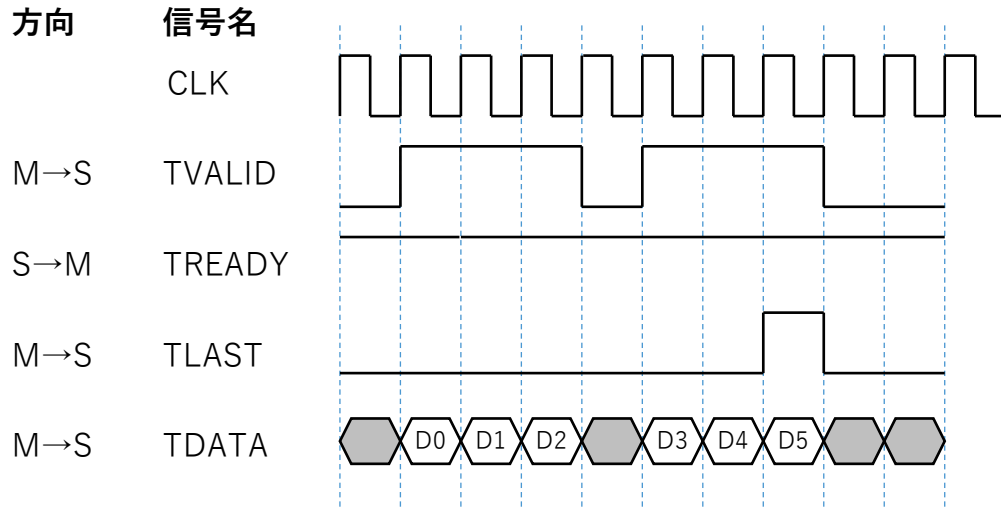 方向 信号名
CLK
M→S TVALID
S→M TREADY
M→S TLAST
M→S TDATA D0 D1 D2 D3 D4 D5